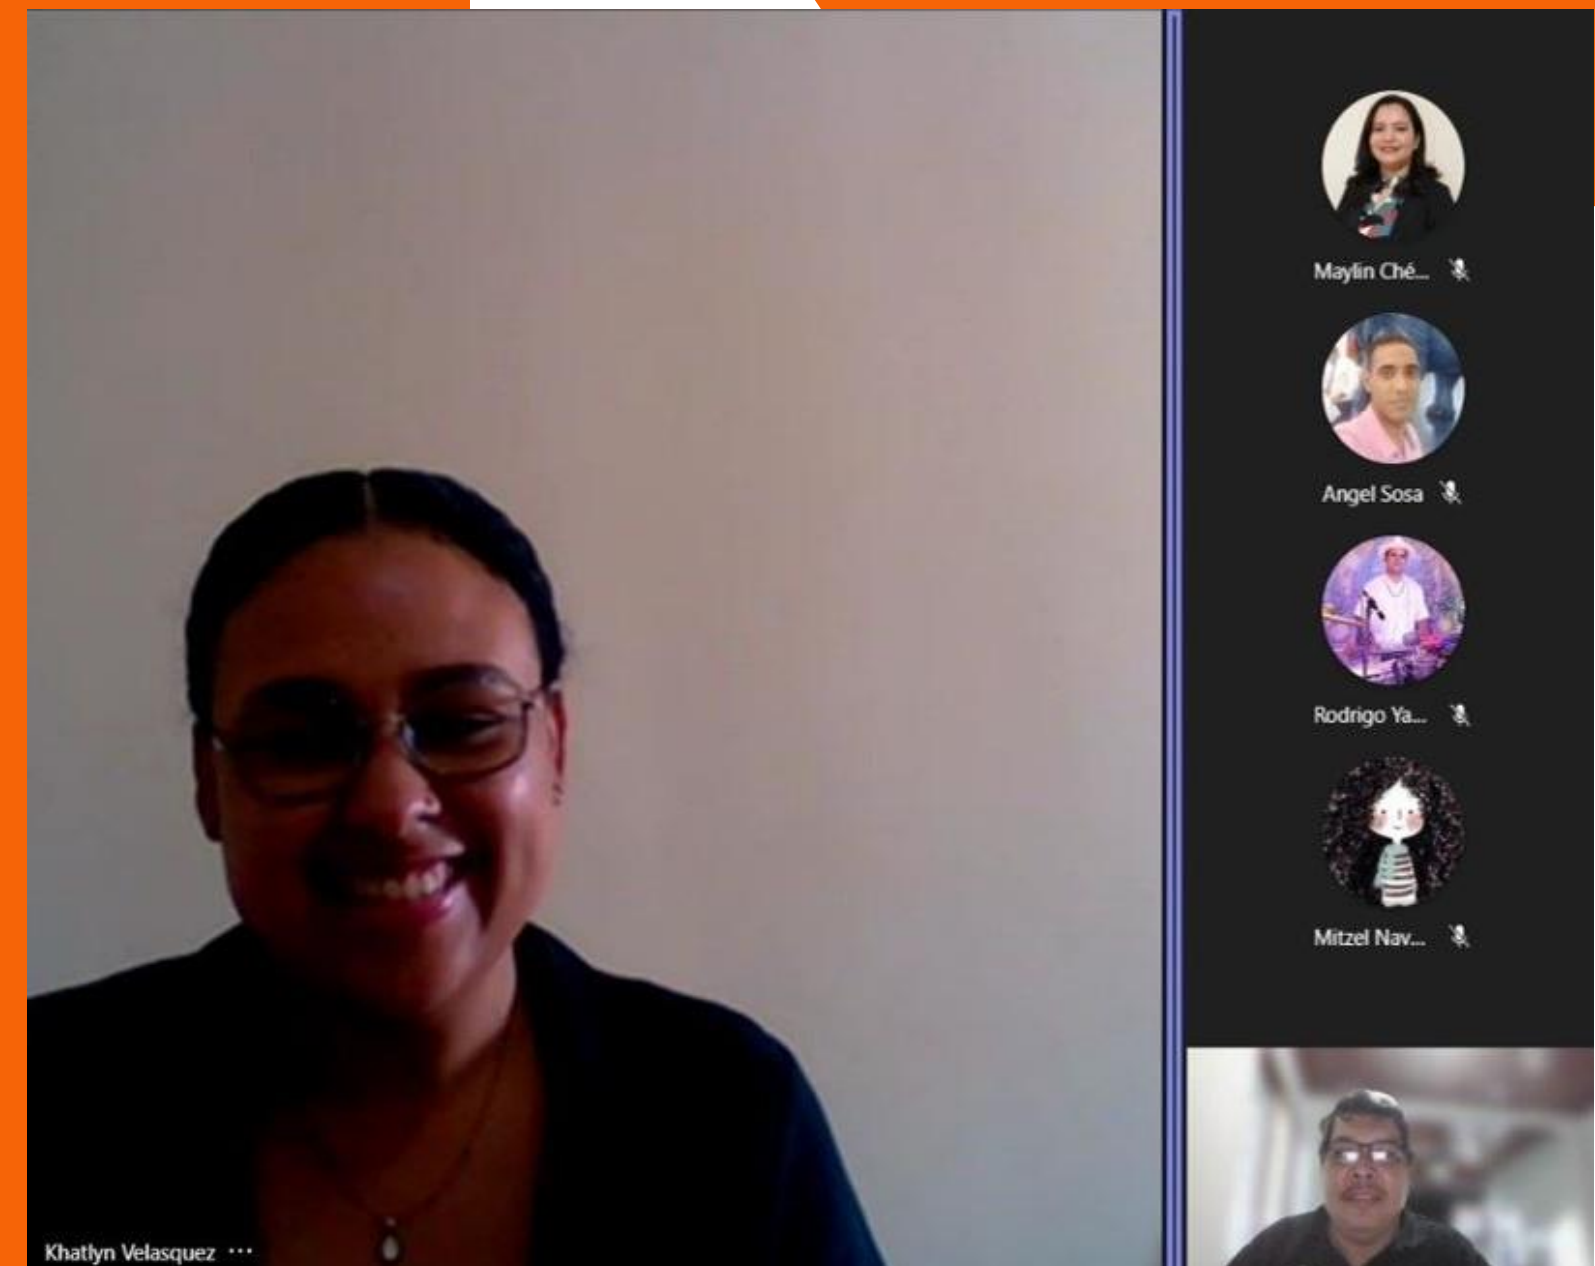 Maylin Ché...
Angel Sosa
Rodrigo Ya...
Mitzel Nav...
Khatlyn Velasquez ...